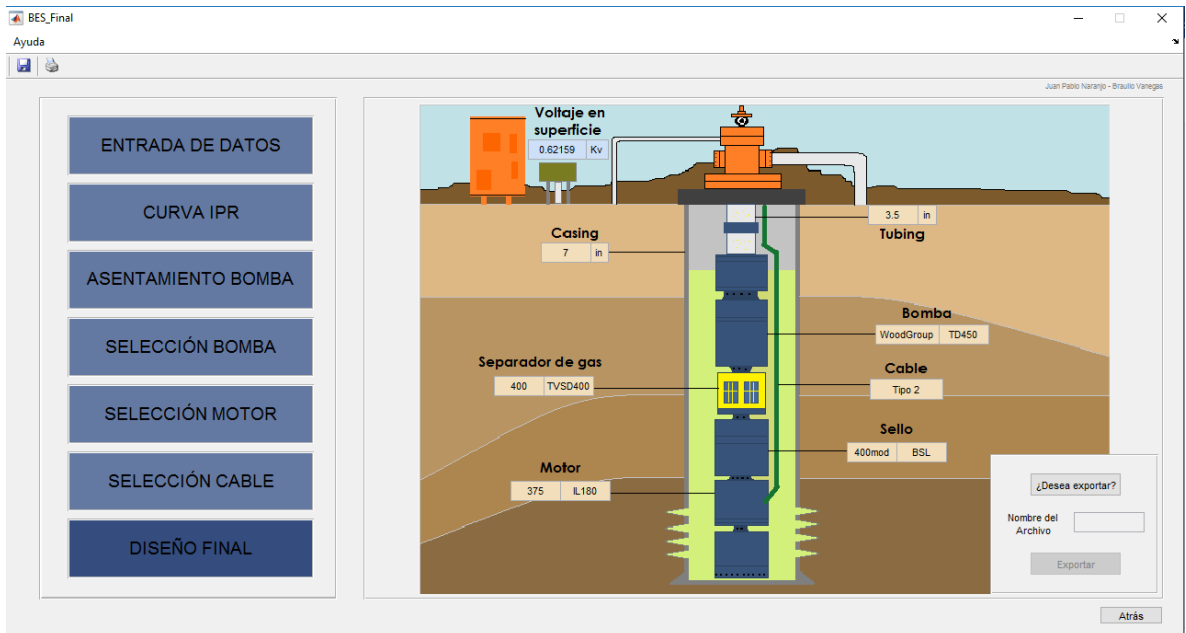 BES_Final
Ayuda
Juan Pablo Naranjo - Braulio Vanegas
ENTRADA DE DATOS
CURVA IPR
ASENTAMIENTO BOMBA
SELECCIÓN BOMBA
SELECCIÓN MOTOR
SELECCIÓN CABLE
DISEÑO FINAL
Voltaje en
superficie
0.62159 Kv
3.5 in
Tubing
Casing
7 in
Bomba
WoodGroup TD450
Separador de gas
400 TVSD400
Cable
Tipo 2
Sello
400mod BSL
Motor
375 IL180
¿Desea exportar?
Nombre del
Archivo
Exportar
Atrás